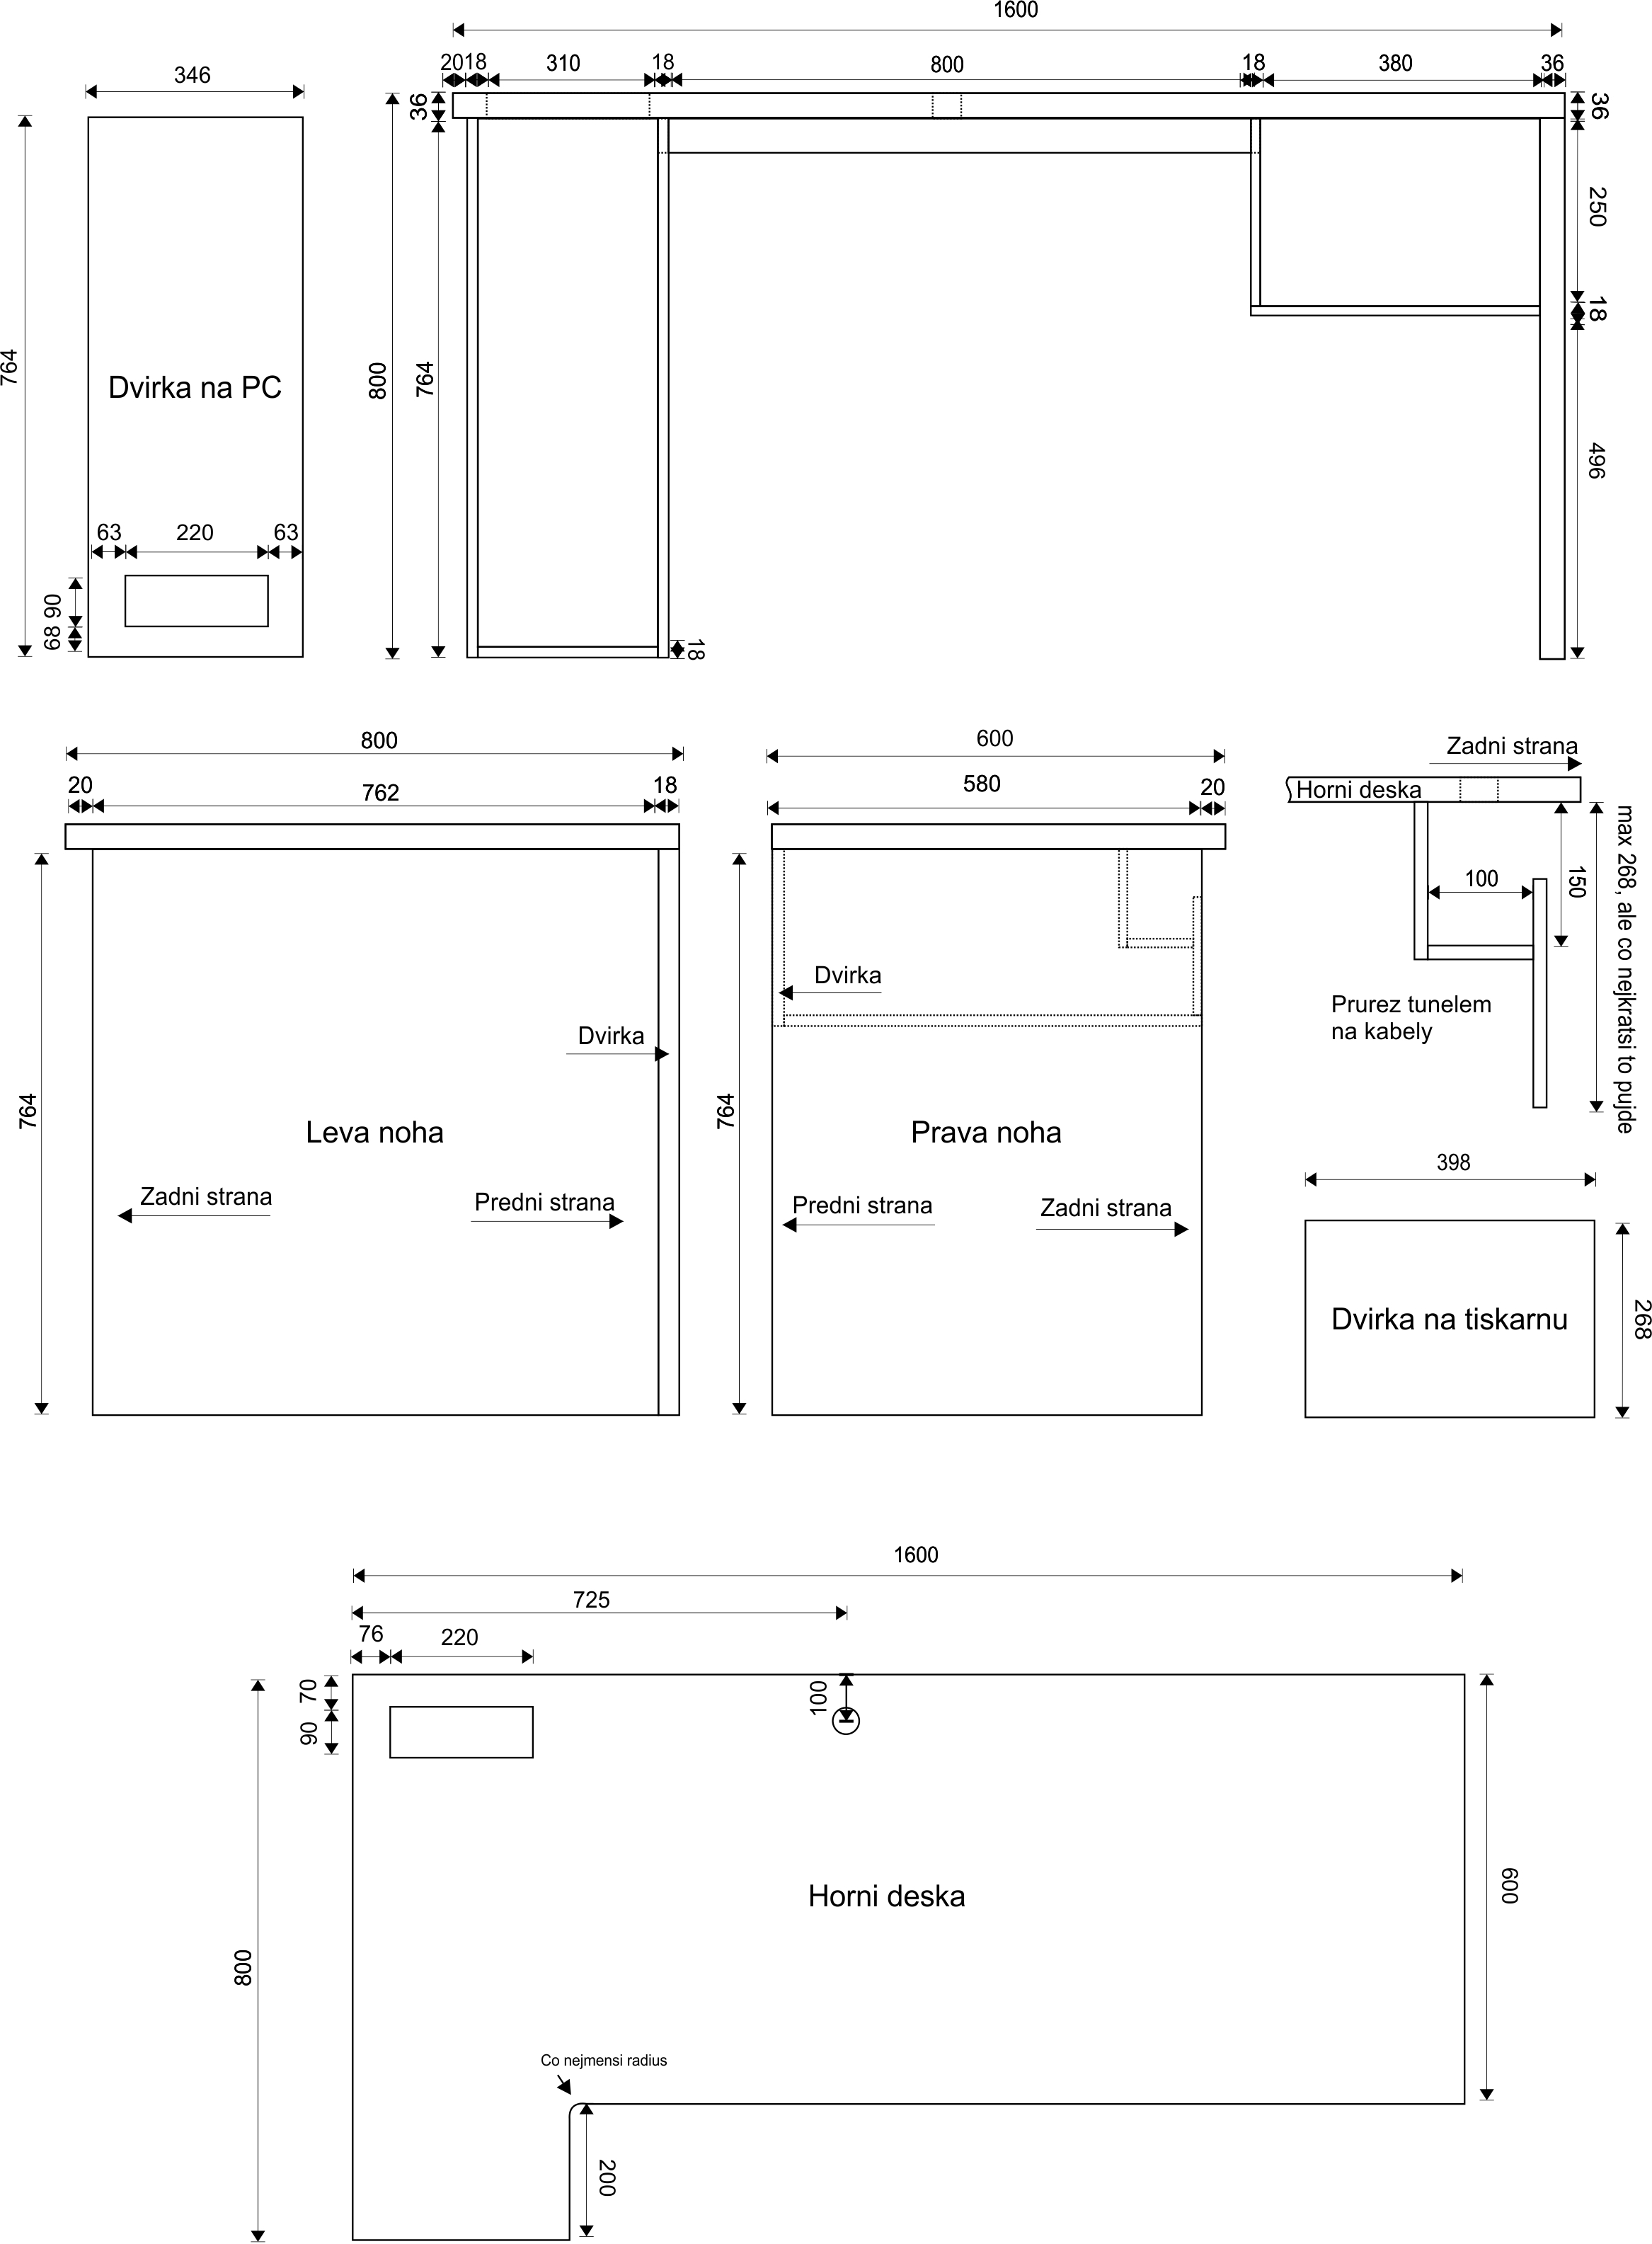 1600
20
18
310
18
800
18
380
36
346
764
Dvirka na PC
63
220
63
90
68
800
36
764
18
36
250
18
496
800
20
762
18
764
Dvirka
Leva noha
Zadni strana
Predni strana
600
580
20
764
Dvirka
Prava noha
Predni strana
Zadni strana
Zadni strana
Horni deska
100
150
max 268, ale co nejkratsi to pujde
Prurez tunelem
na kabely
398
Dvirka na tiskarnu
268
1600
725
76
220
70
90
100
800
Horni deska
600
Co nejmensi radius
200